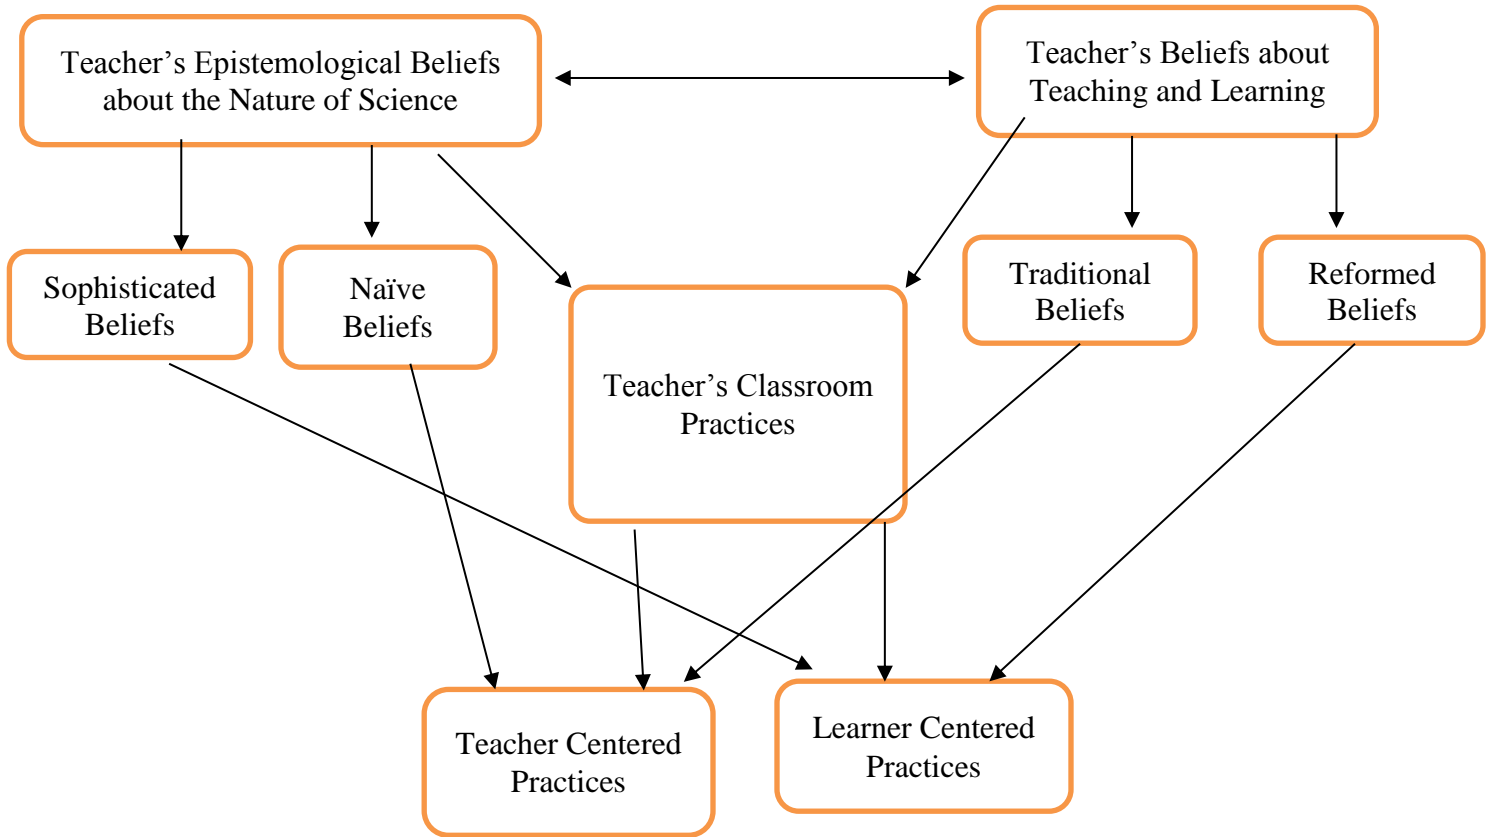 Teacher’s Epistemological Beliefs
about the Nature of Science
Teacher’s Beliefs about
Teaching and Learning
Sophisticated
Beliefs
Naïve
Beliefs
Teacher’s Classroom
Practices
Traditional
Beliefs
Reformed
Beliefs
Teacher Centered
Practices
Learner Centered
Practices